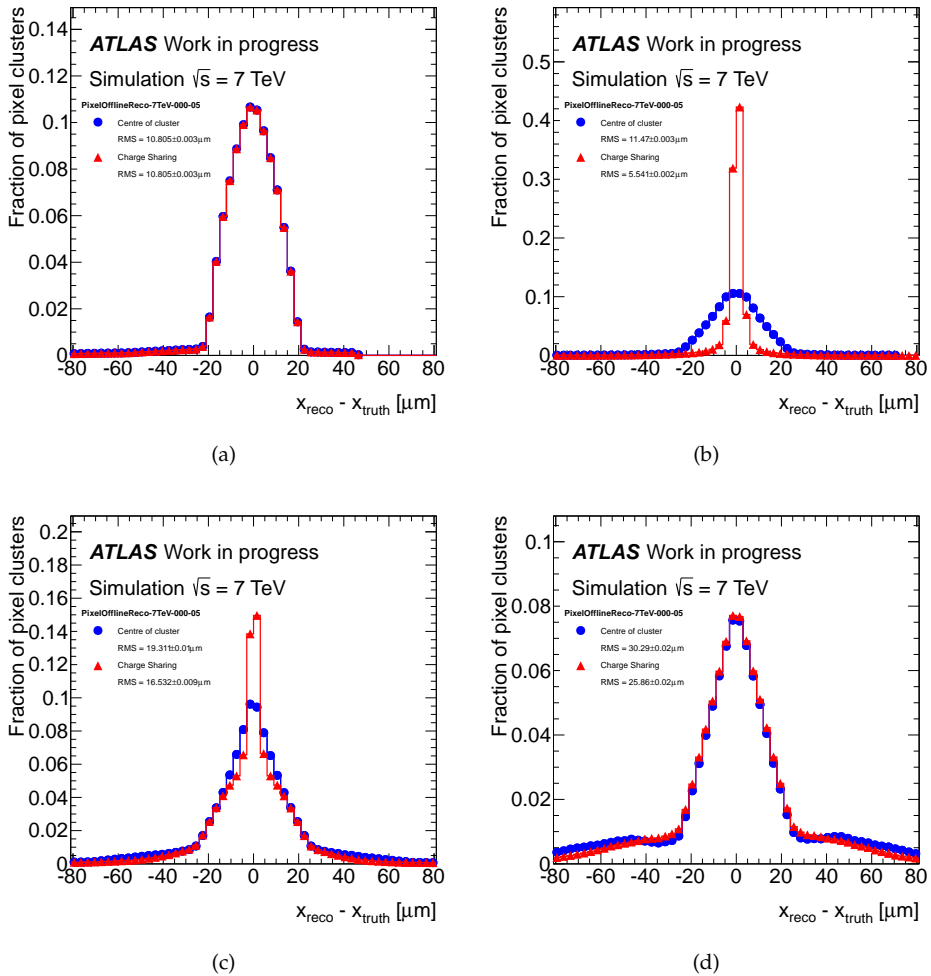 Fraction of pixel clusters
0.14
0.12
0.1
0.08
0.06
0.04
0.02
0
ATLAS Work in progress
Simulation √s = 7 TeV
PixelOfflineReco-7TeV-000-05
Centre of cluster
RMS = 10.805±0.003μm
Charge Sharing
RMS = 10.805±0.003μm
-80 -60 -40 -20 0 20 40 60 80
x_reco - x_truth [μm]
(a)
Fraction of pixel clusters
0.5
0.4
0.3
0.2
0.1
0
ATLAS Work in progress
Simulation √s = 7 TeV
PixelOfflineReco-7TeV-000-05
Centre of cluster
RMS = 11.47±0.003μm
Charge Sharing
RMS = 5.541±0.002μm
-80 -60 -40 -20 0 20 40 60 80
x_reco - x_truth [μm]
(b)
Fraction of pixel clusters
0.2
0.18
0.16
0.14
0.12
0.1
0.08
0.06
0.04
0.02
0
ATLAS Work in progress
Simulation √s = 7 TeV
PixelOfflineReco-7TeV-000-05
Centre of cluster
RMS = 19.311±0.01μm
Charge Sharing
RMS = 16.532±0.009μm
-80 -60 -40 -20 0 20 40 60 80
x_reco - x_truth [μm]
(c)
Fraction of pixel clusters
0.1
0.08
0.06
0.04
0.02
0
ATLAS Work in progress
Simulation √s = 7 TeV
PixelOfflineReco-7TeV-000-05
Centre of cluster
RMS = 30.29±0.02μm
Charge Sharing
RMS = 25.86±0.02μm
-80 -60 -40 -20 0 20 40 60 80
x_reco - x_truth [μm]
(d)